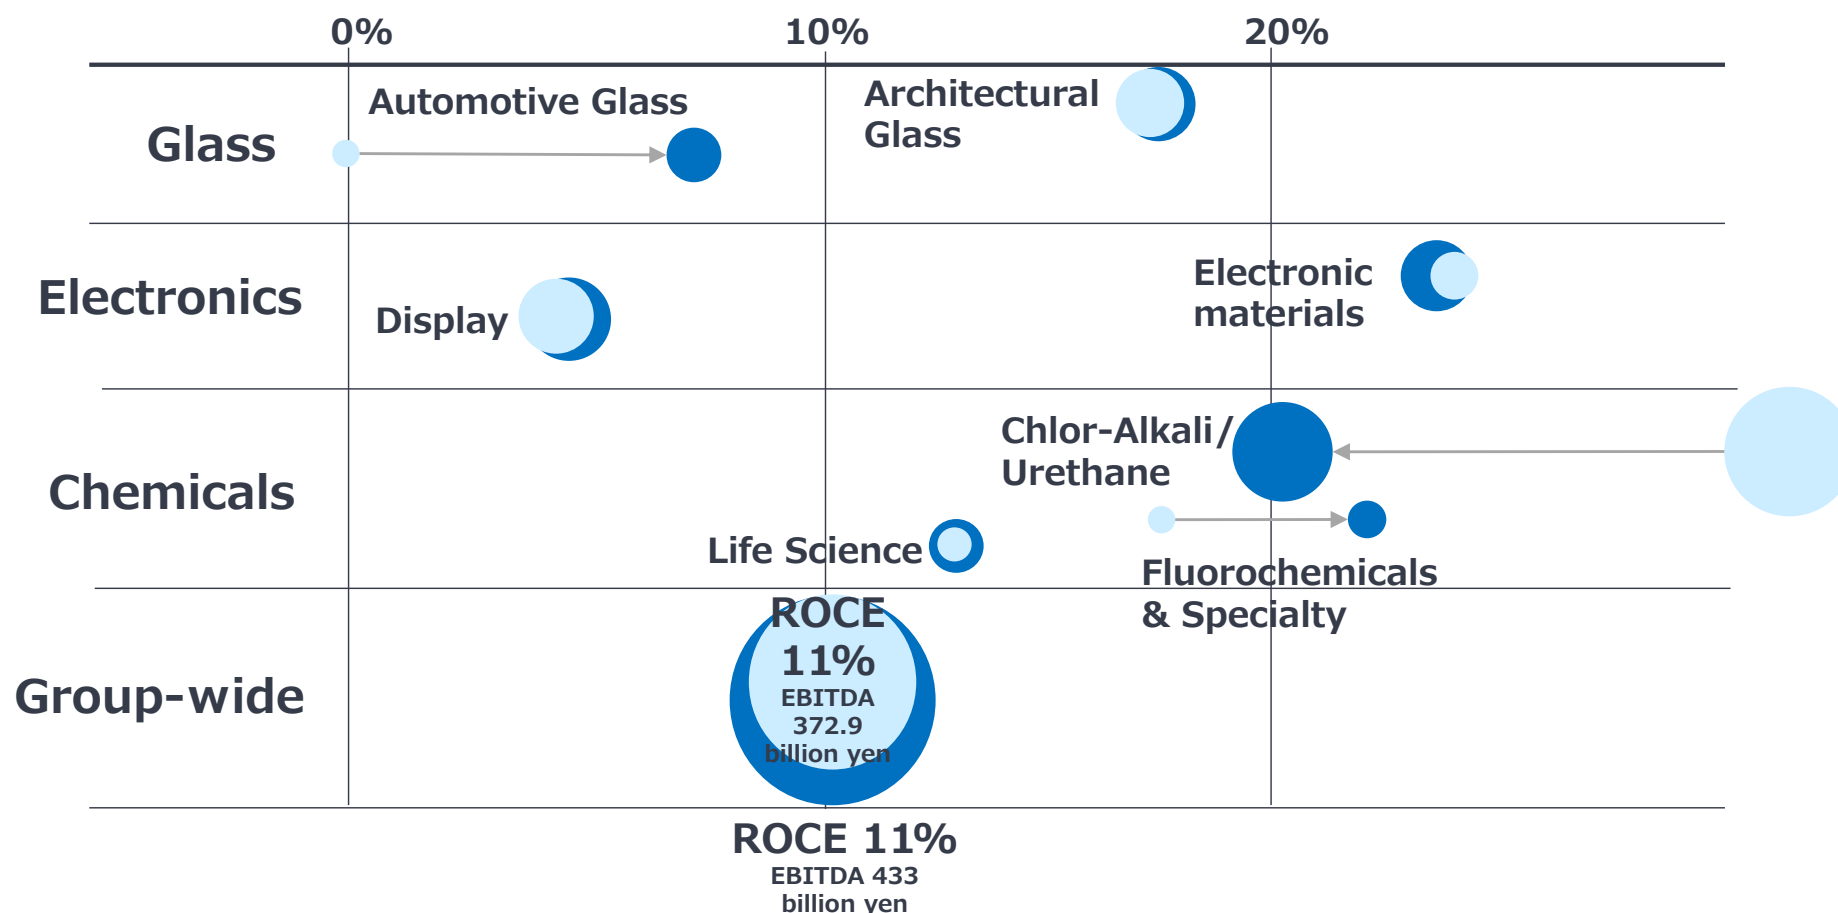 0%
10%
20%
Glass
Automotive Glass
Architectural
Glass
Electronics
Display
Electronic
materials
Chemicals
Chlor-Alkali/
Urethane
Life Science
Fluorochemicals
& Specialty
Group-wide
ROCE
11%
EBITDA
372.9
billion yen
ROCE 11%
EBITDA 433
billion yen